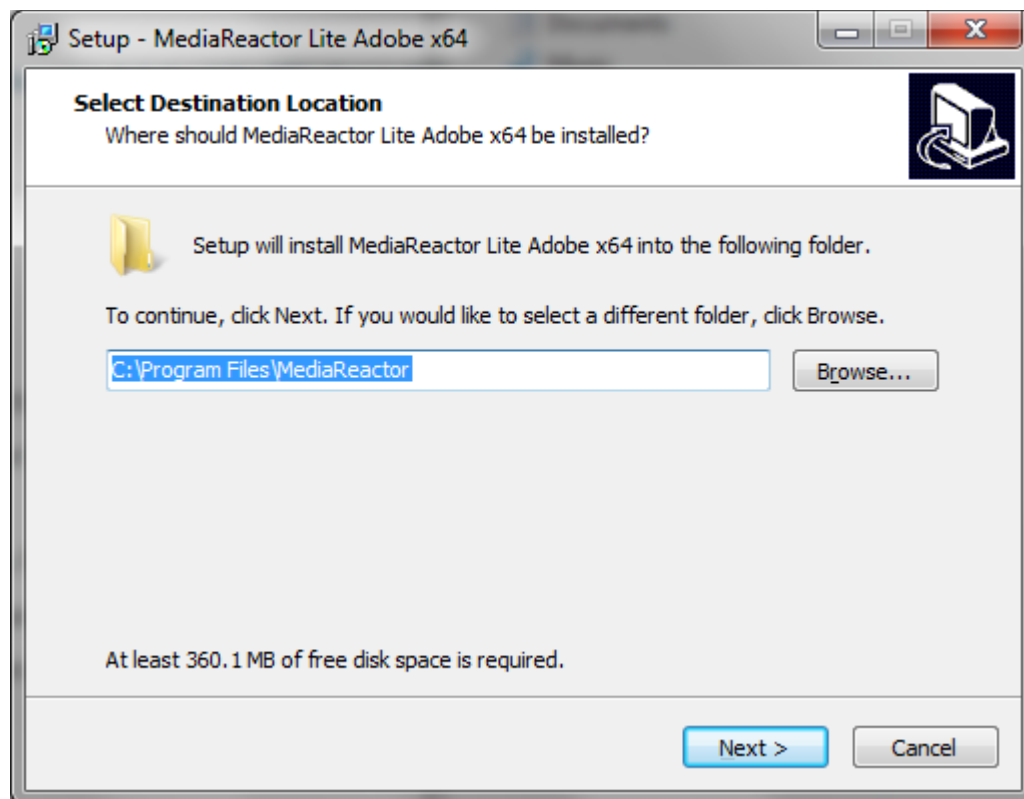 Setup - MediaReactor Lite Adobe x64
Select Destination Location
Where should MediaReactor Lite Adobe x64 be installed?
Setup will install MediaReactor Lite Adobe x64 into the following folder.
To continue, click Next. If you would like to select a different folder, click Browse.
C:\Program Files\MediaReactor
Browse...
At least 360.1 MB of free disk space is required.
Next >
Cancel